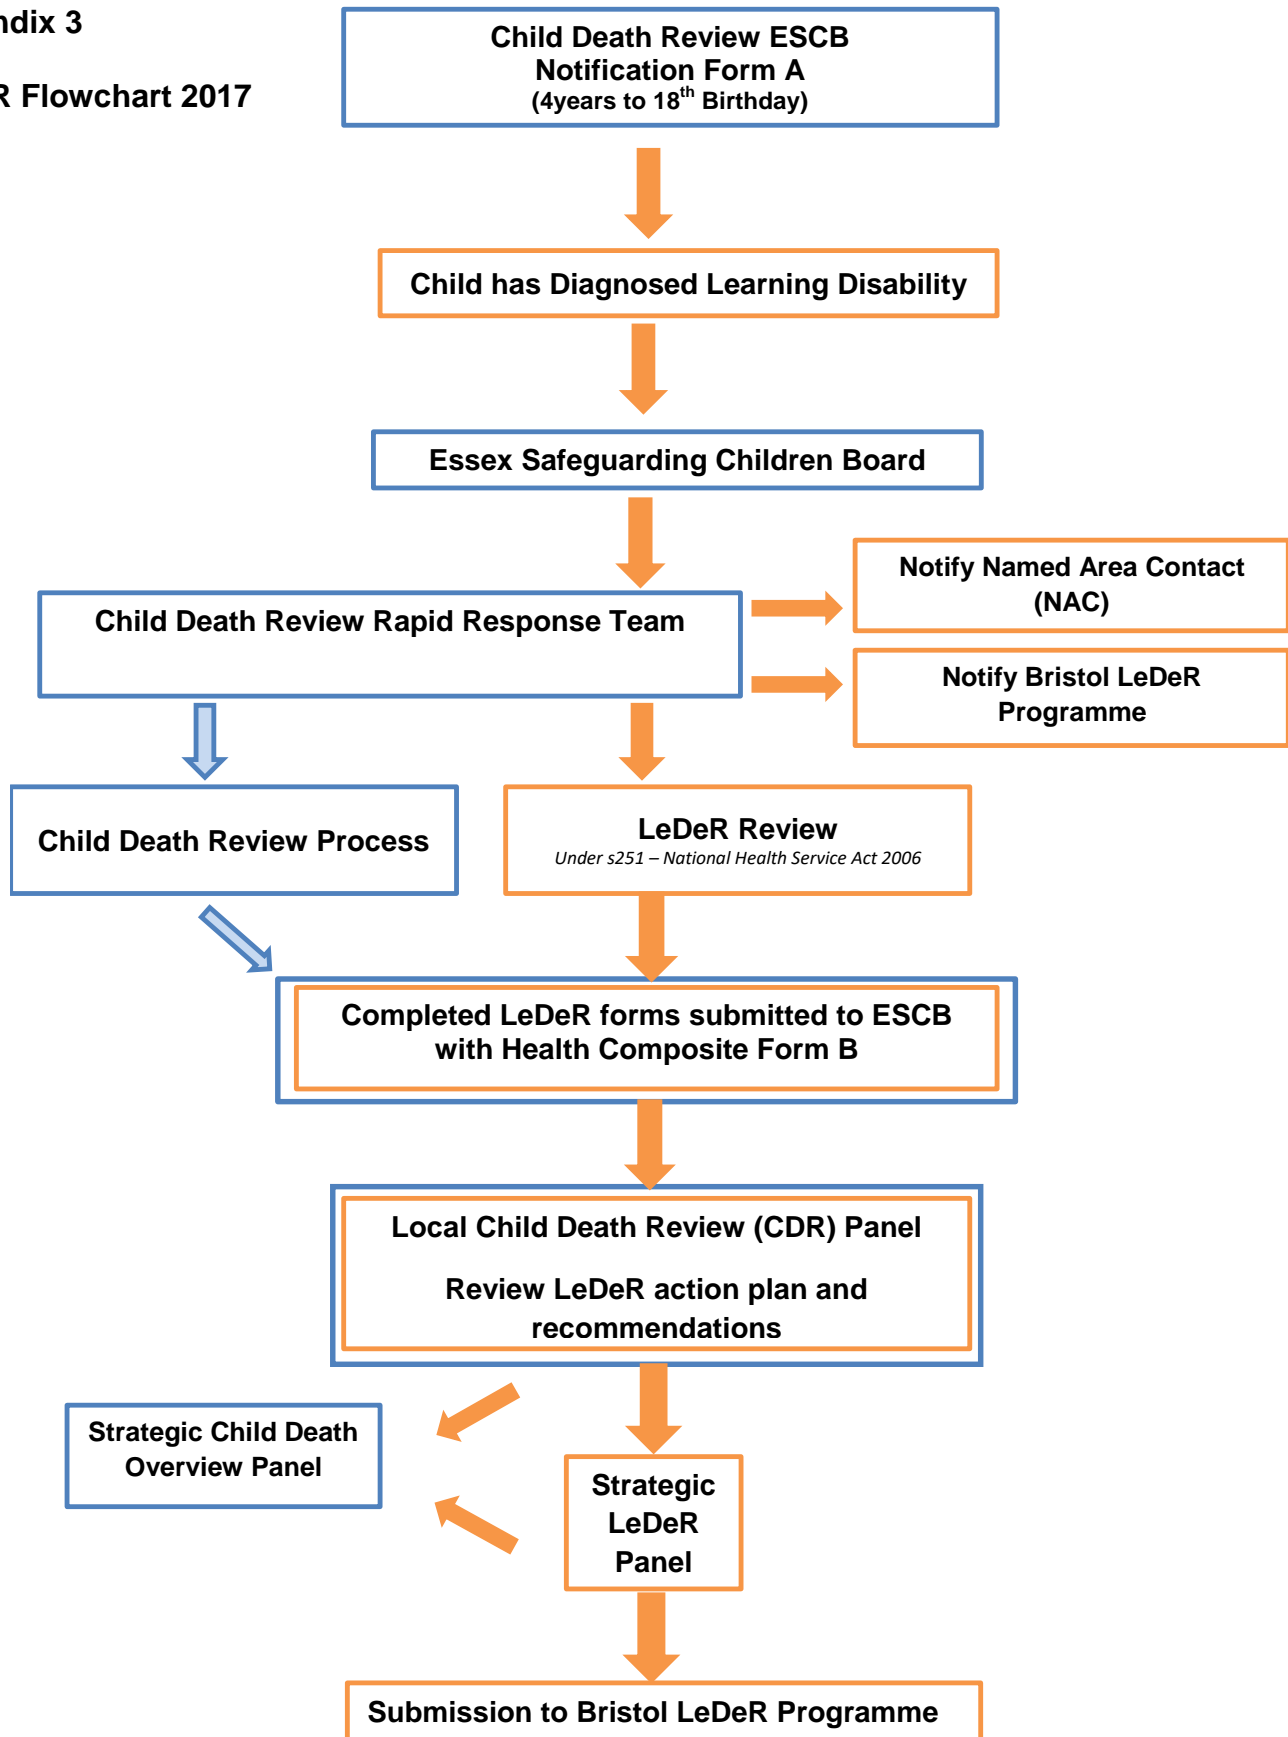 ndix 3
R Flowchart 2017
Child Death Review ESCB
Notification Form A
(4years to 18th Birthday)
Child has Diagnosed Learning Disability
Essex Safeguarding Children Board
Notify Named Area Contact
(NAC)
Child Death Review Rapid Response Team
Notify Bristol LeDeR
Programme
Child Death Review Process
LeDeR Review
Under s251 – National Health Service Act 2006
Completed LeDeR forms submitted to ESCB
with Health Composite Form B
Local Child Death Review (CDR) Panel
Review LeDeR action plan and
recommendations
Strategic Child Death
Overview Panel
Strategic
LeDeR
Panel
Submission to Bristol LeDeR Programme